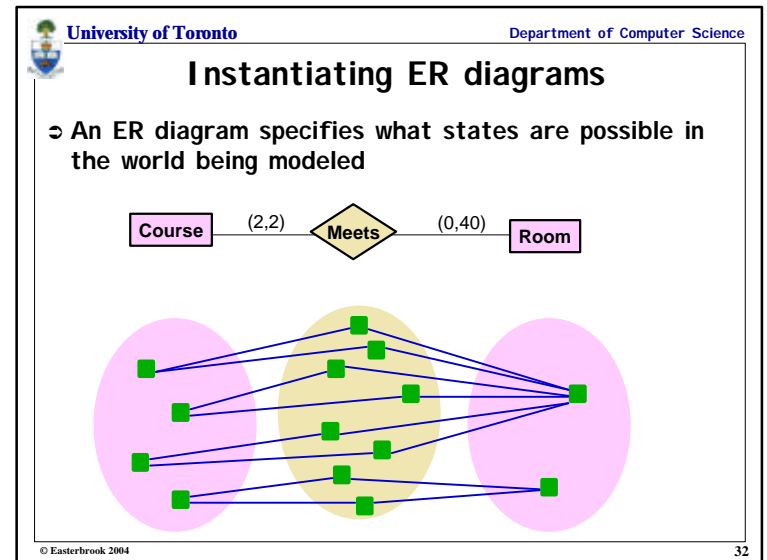 University of Toronto
Department of Computer Science
Instantiating ER diagrams
➲ An ER diagram specifies what states are possible in
the world being modeled
Course
(2,2)
Meets
(0,40)
Room
© Easterbrook 2004
32